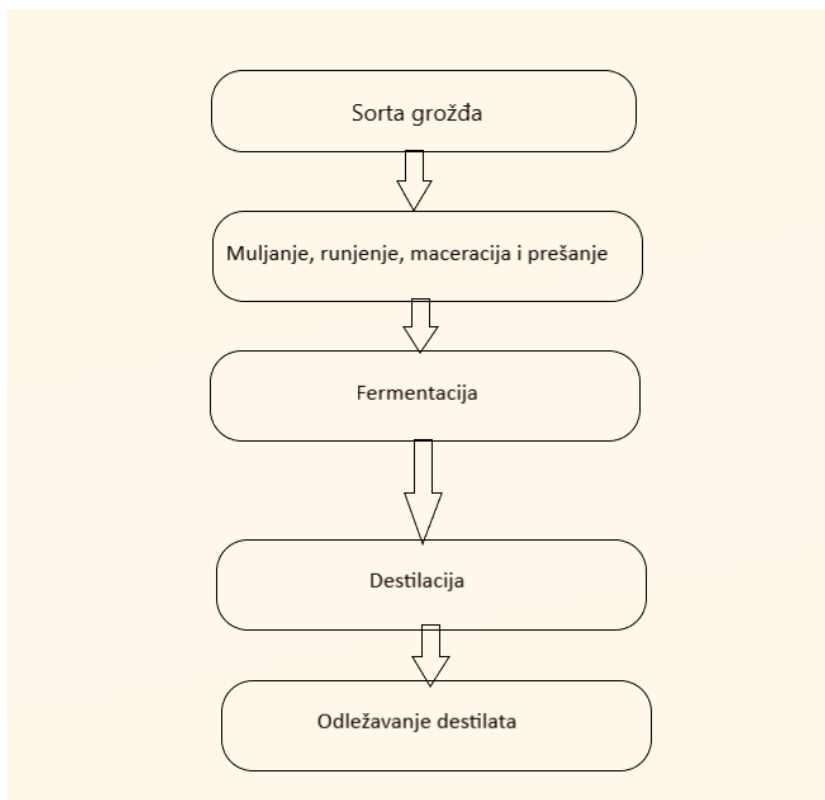 Sorta grožđa
Muljanje, runjenje, maceracija i prešanje
Fermentacija
Destilacija
Odležavanje destilata